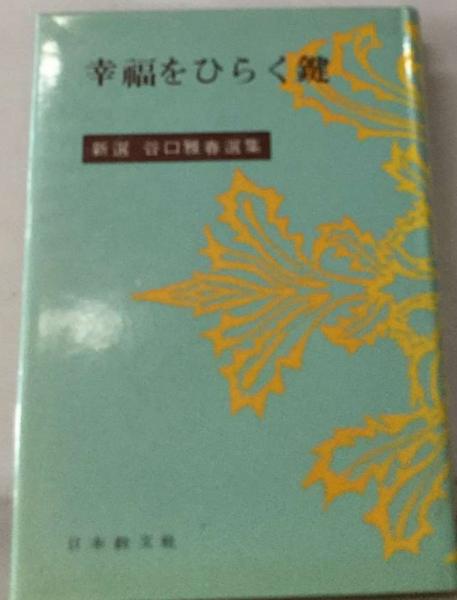 幸福をひらく鍵
新選 谷口雅春選集
日本教文社